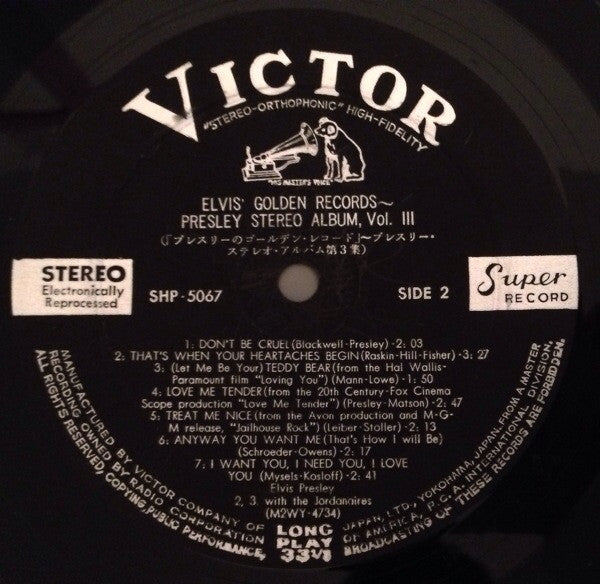 VICTOR
"STEREO-ORTHOPHONIC" HIGH-FIDELITY
"HIS MASTER'S VOICE"
ELVIS' GOLDEN RECORDS~
PRESLEY STEREO ALBUM, Vol. III
(「プレスリーのゴールデン・レコード」~プレスリー・
ステレオ・アルバム第3集)
STEREO
Electronically
Reprocessed
SHP-5067
SIDE 2
Super
RECORD
1: DON'T BE CRUEL (Blackwell-Presley)-2: 03
2: THAT'S WHEN YOUR HEARTACHES BEGIN (Raskin-Hill-Fisher)-3: 27
3: (Let Me Be Your) TEDDY BEAR (from the Hal Wallis-
Paramount film "Loving You") (Mann-Lowe)-1: 50
4: LOVE ME TENDER (from the 20th Century-Fox Cinema
Scope production "Love Me Tender") (Presley-Matson)-2: 47
5: TREAT ME NICE (from the Avon production and M-G-
M release, "Jailhouse Rock") (Leiber-Stoller)-2: 13
6: ANYWAY YOU WANT ME (That's How I will Be)
(Schroeder-Owens)-2: 17
7: I WANT YOU, I NEED YOU, I LOVE
YOU (Mysels-Kosloff)-2: 41
Elvis Presley
2, 3. with the Jordanaires
(M2WY-4734)
LONG
PLAY
33⅓
MANUFACTURED BY VICTOR COMPANY OF JAPAN, LTD., YOKOHAMA, JAPAN, FROM A MASTER
RECORDING OWNED BY RADIO CORPORATION OF AMERICA, R.C.A. INTERNATIONAL DIVISION,
ALL RIGHTS RESERVED, COPYING, PUBLIC PERFORMANCE, BROADCASTING OF THESE RECORDS ARE FORBIDDEN.